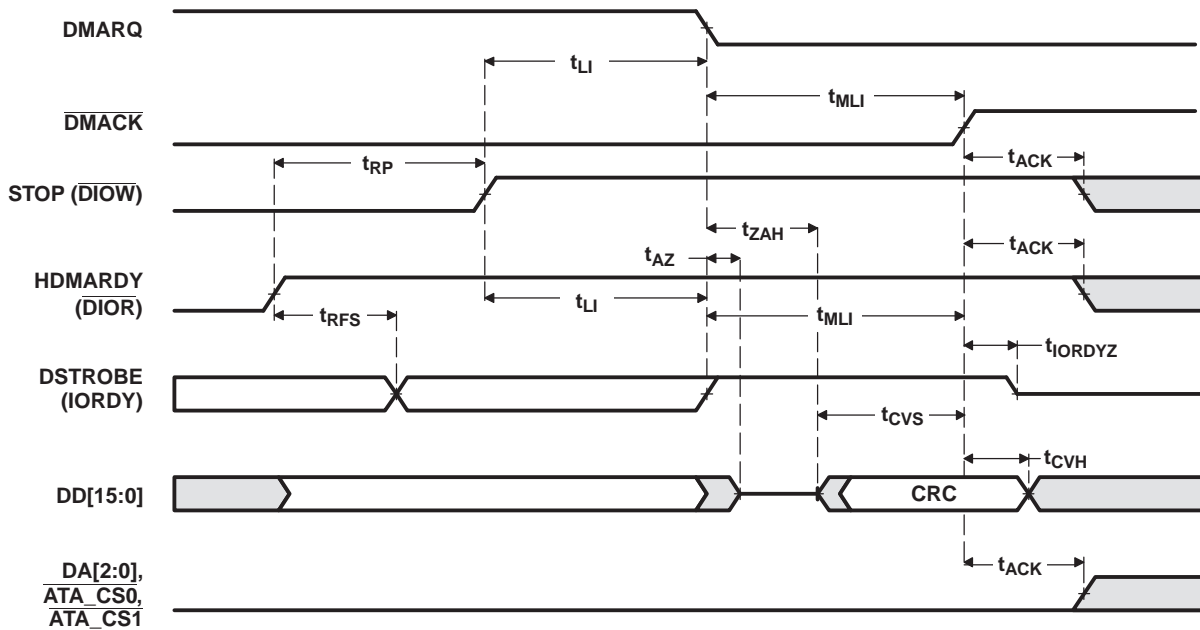 DMARQ
tLI
tMLI
DMACK
tRP
tACK
STOP (DIOW)
tZAH
tACK
tAZ
HDMARDY
(DIOR)
tLI
tRFS
tMLI
tIORDYZ
DSTROBE
(IORDY)
tCVS
tCVH
DD[15:0]
CRC
tACK
DA[2:0],
ATA_CS0,
ATA_CS1